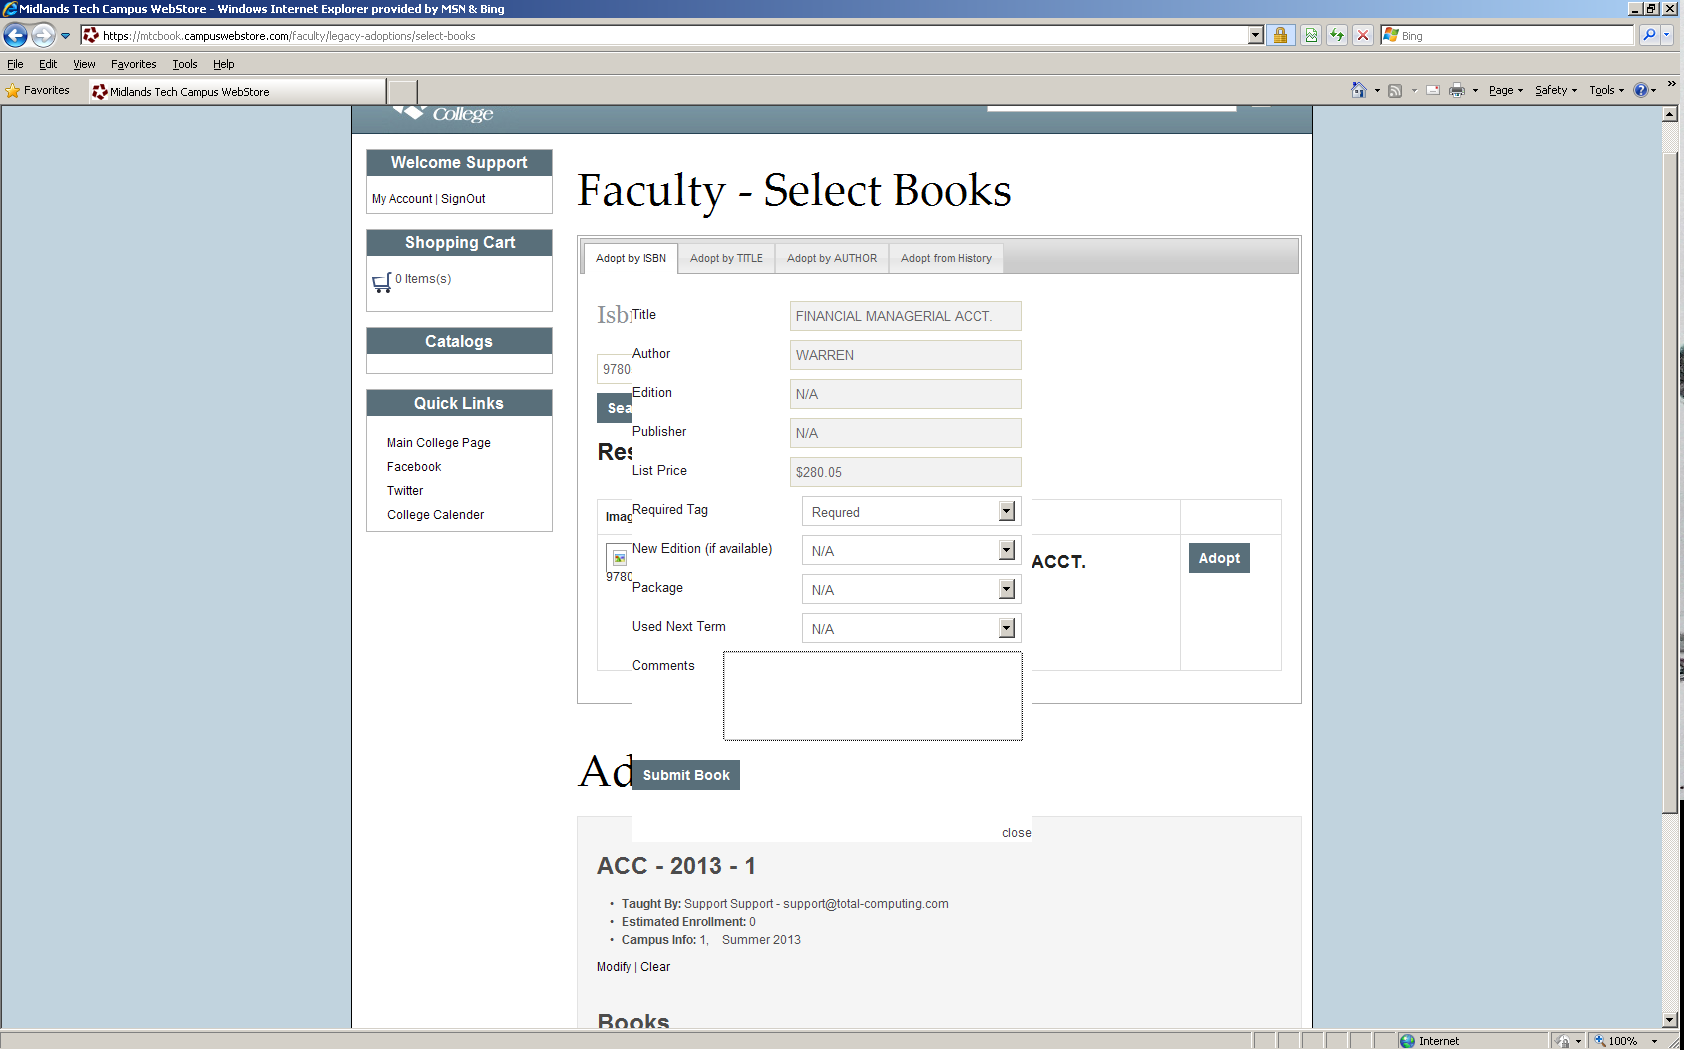 Midlands Tech Campus WebStore - Windows Internet Explorer provided by MSN & Bing
https://mtcbook.campuswebstore.com/faculty/legacy-adoptions/select-books
Bing
File Edit View Favorites Tools Help
Favorites Midlands Tech Campus WebStore Page Safety Tools
College
Welcome Support
My Account | SignOut
Shopping Cart
0 Items(s)
Catalogs
Quick Links
Main College Page
Facebook
Twitter
College Calender
Faculty - Select Books
Adopt by ISBN Adopt by TITLE Adopt by AUTHOR Adopt from History
Isb
Title FINANCIAL MANAGERIAL ACCT.
Author WARREN
9780
Edition N/A
Sea
Publisher N/A
Res
List Price $280.05
Imag
Required Tag Requred
New Edition (if available) N/A
ACCT. Adopt
9780
Package N/A
Used Next Term N/A
Comments
Ad
Submit Book
close
ACC - 2013 - 1
• Taught By: Support Support - support@total-computing.com
• Estimated Enrollment: 0
• Campus Info: 1, Summer 2013
Modify | Clear
Books
Internet 100%